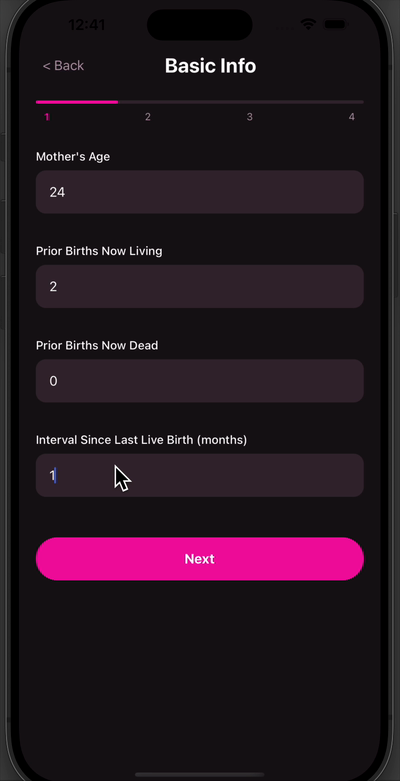 12:41
< Back
Basic Info
1
2
3
4
Mother's Age
24
Prior Births Now Living
2
Prior Births Now Dead
0
Interval Since Last Live Birth (months)
1
Next